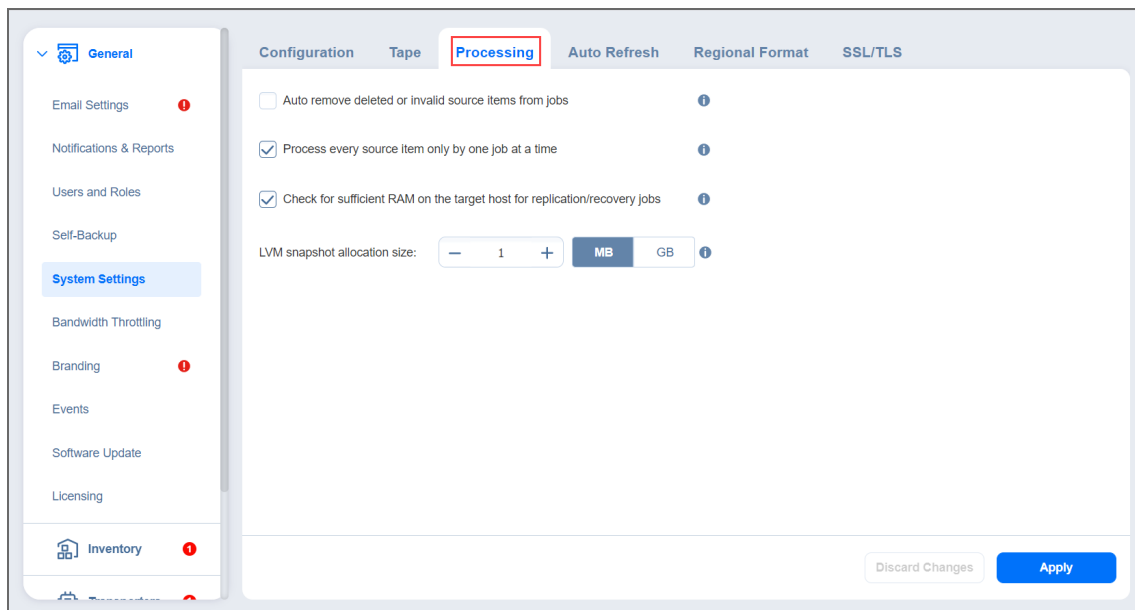 General
Email Settings
Notifications & Reports
Users and Roles
Self-Backup
System Settings
Bandwidth Throttling
Branding
Events
Software Update
Licensing
Inventory 1
Configuration Tape Processing Auto Refresh Regional Format SSL/TLS
Auto remove deleted or invalid source items from jobs
Process every source item only by one job at a time
Check for sufficient RAM on the target host for replication/recovery jobs
LVM snapshot allocation size: 1 MB GB
Discard Changes Apply